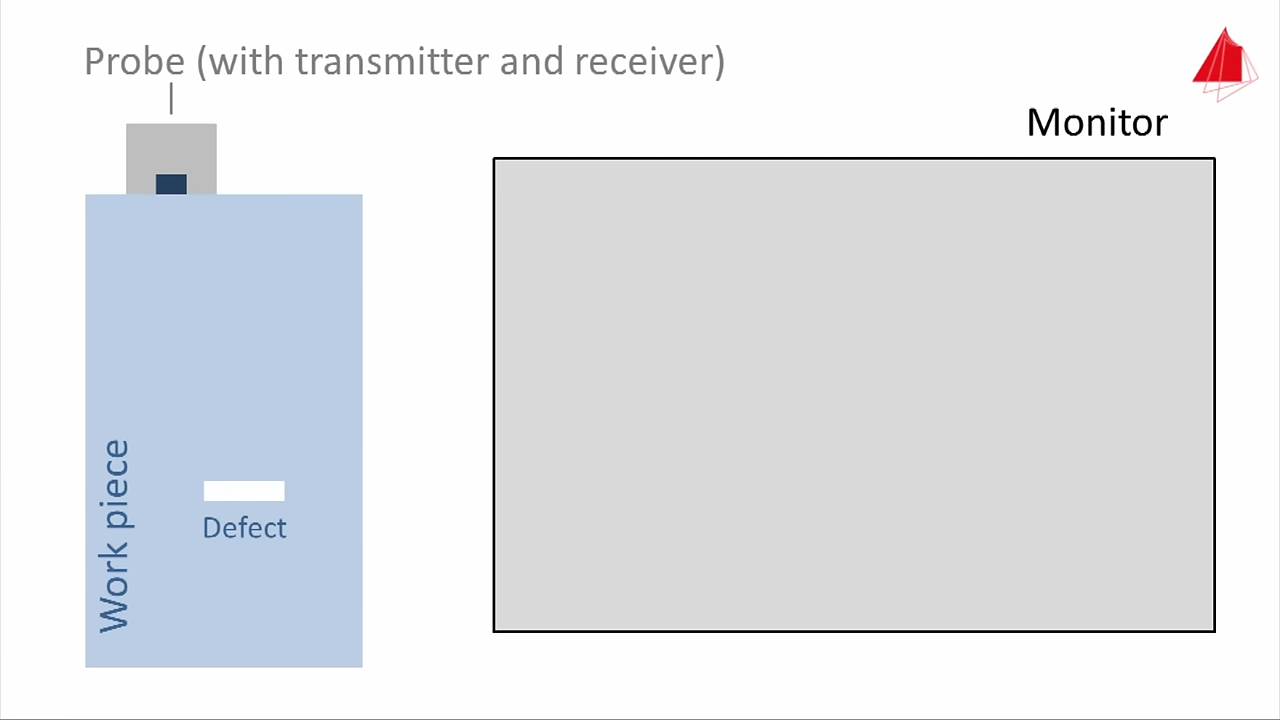 Probe (with transmitter and receiver)
Monitor
Work piece
Defect